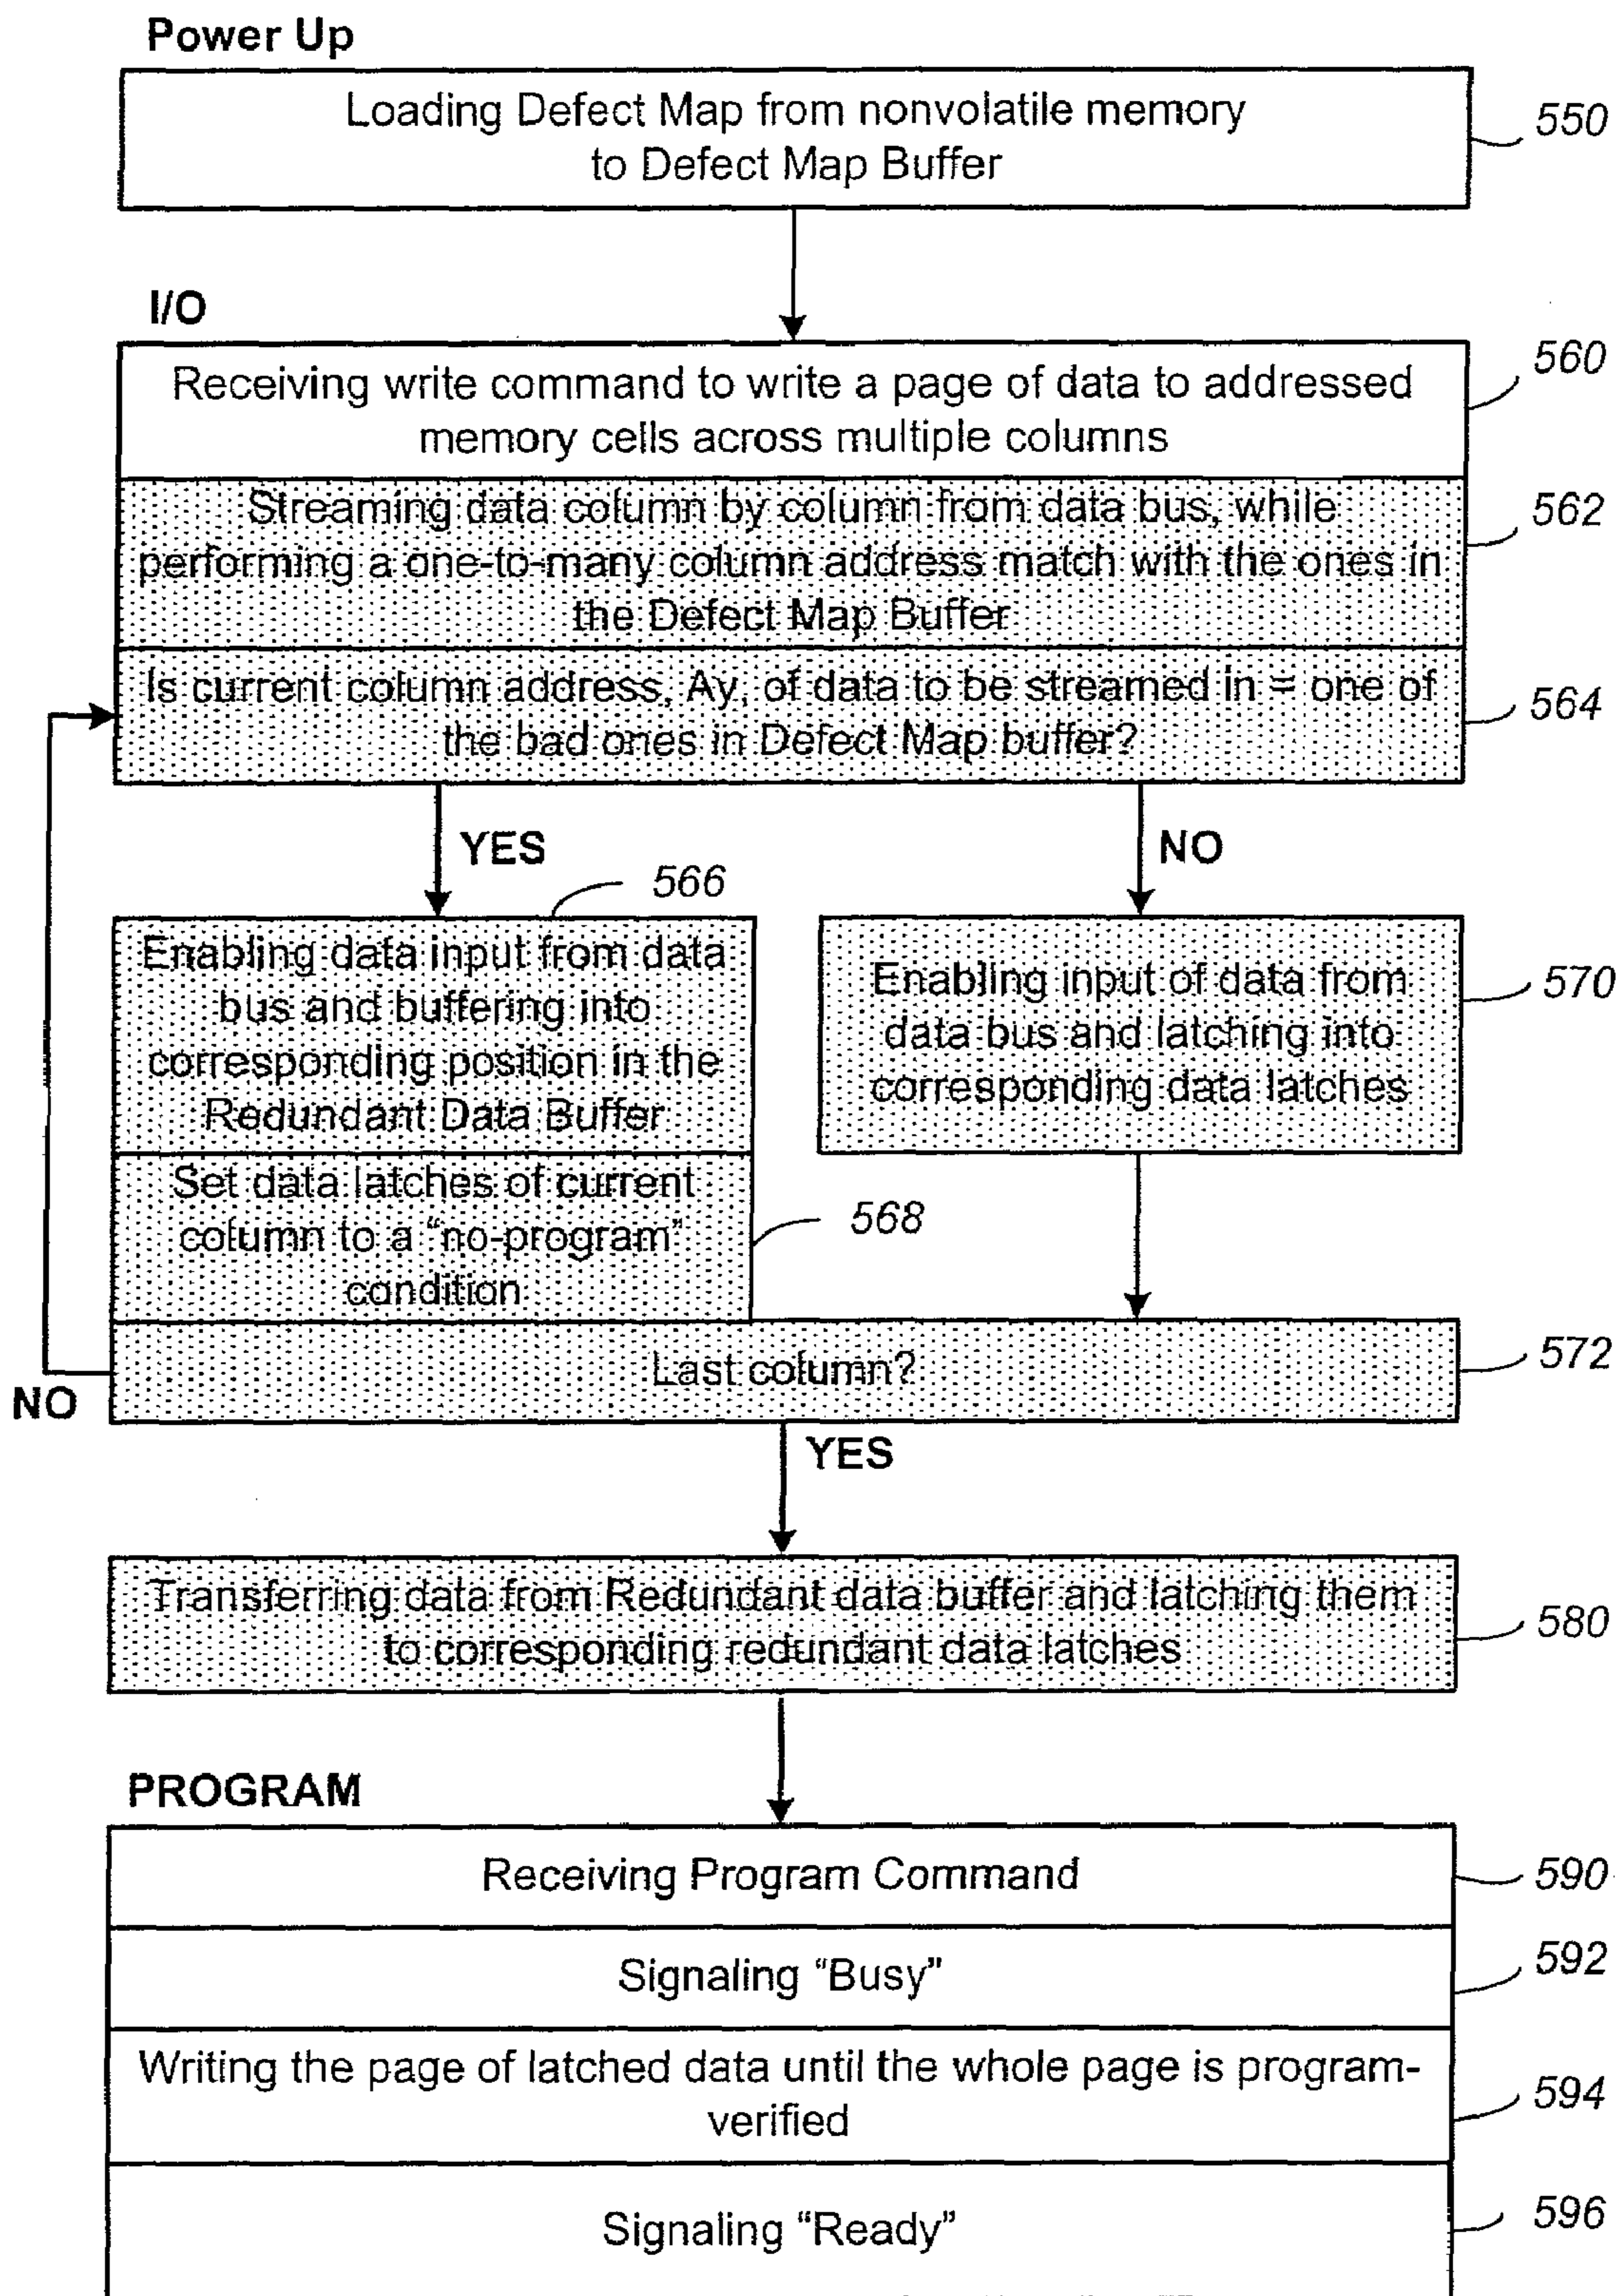 Power Up
Loading Defect Map from nonvolatile memory
to Defect Map Buffer
550
I/O
Receiving write command to write a page of data to addressed
memory cells across multiple columns
560
Streaming data column by column from data bus, while
performing a one-to-many column address match with the ones in
the Defect Map Buffer
562
Is current column address, Ay, of data to be streamed in = one of
the bad ones in Defect Map buffer?
564
YES
NO
566
Enabling data input from data
bus and buffering into
corresponding position in the
Redundant Data Buffer
Enabling input of data from
data bus and latching into
corresponding data latches
570
Set data latches of current
column to a “no-program”
condition
568
Last column?
572
NO
YES
Transferring data from Redundant data buffer and latching them
to corresponding redundant data latches
580
PROGRAM
Receiving Program Command
590
Signaling “Busy”
592
Writing the page of latched data until the whole page is program-
verified
594
Signaling “Ready”
596